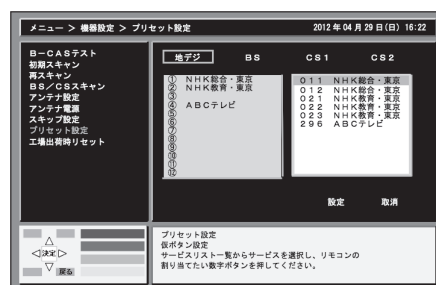 メニュー > 機器設定 > プリセット設定
2012年04月29日(日) 16:22
B−CASテスト
初期スキャン
再スキャン
BS/CSスキャン
アンテナ設定
アンテナ電源
スキップ設定
プリセット設定
工場出荷時リセット
地デジ BS CS1 CS2
① NHK総合・東京
② NHK教育・東京
③
④ ABCテレビ
⑤
⑥
⑦
⑧
⑨
⑩
⑪
⑫
011 NHK総合・東京
012 NHK総合・東京
021 NHK教育・東京
022 NHK教育・東京
023 NHK教育・東京
296 ABCテレビ
設定 取消
△
◁決定▷
▽ 戻る
プリセット設定
仮ボタン設定
サービスリスト一覧からサービスを選択し、リモコンの
割り当てたい数字ボタンを押してください。